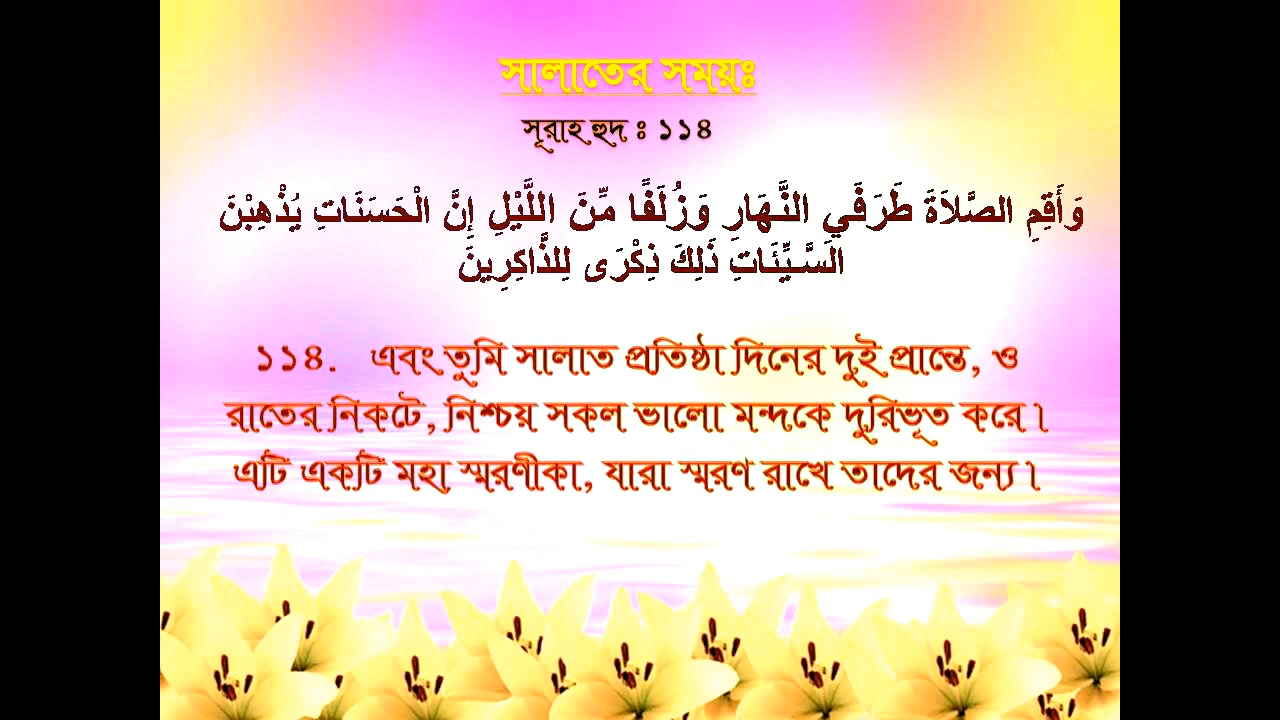 সালাতের সময়ঃ
সূরাহ হুদ ঃ ১১৪
وَأَقِمِ الصَّلاَةَ طَرَفَيِ النَّهَارِ وَزُلَفًا مِّنَ اللَّيْلِ إِنَّ الْحَسَنَاتِ يُذْهِبْنَ
السَّيِّئَاتِ ذَلِكَ ذِكْرَى لِلذَّاكِرِينَ
১১৪. এবং তুমি সালাত প্রতিষ্ঠা দিনের দুই প্রান্তে, ও
রাতের নিকটে, নিশ্চয় সকল ভালো মন্দকে দুরিভূত করে।
এটি একটি মহা স্মরণীকা, যারা স্মরণ রাখে তাদের জন্য।